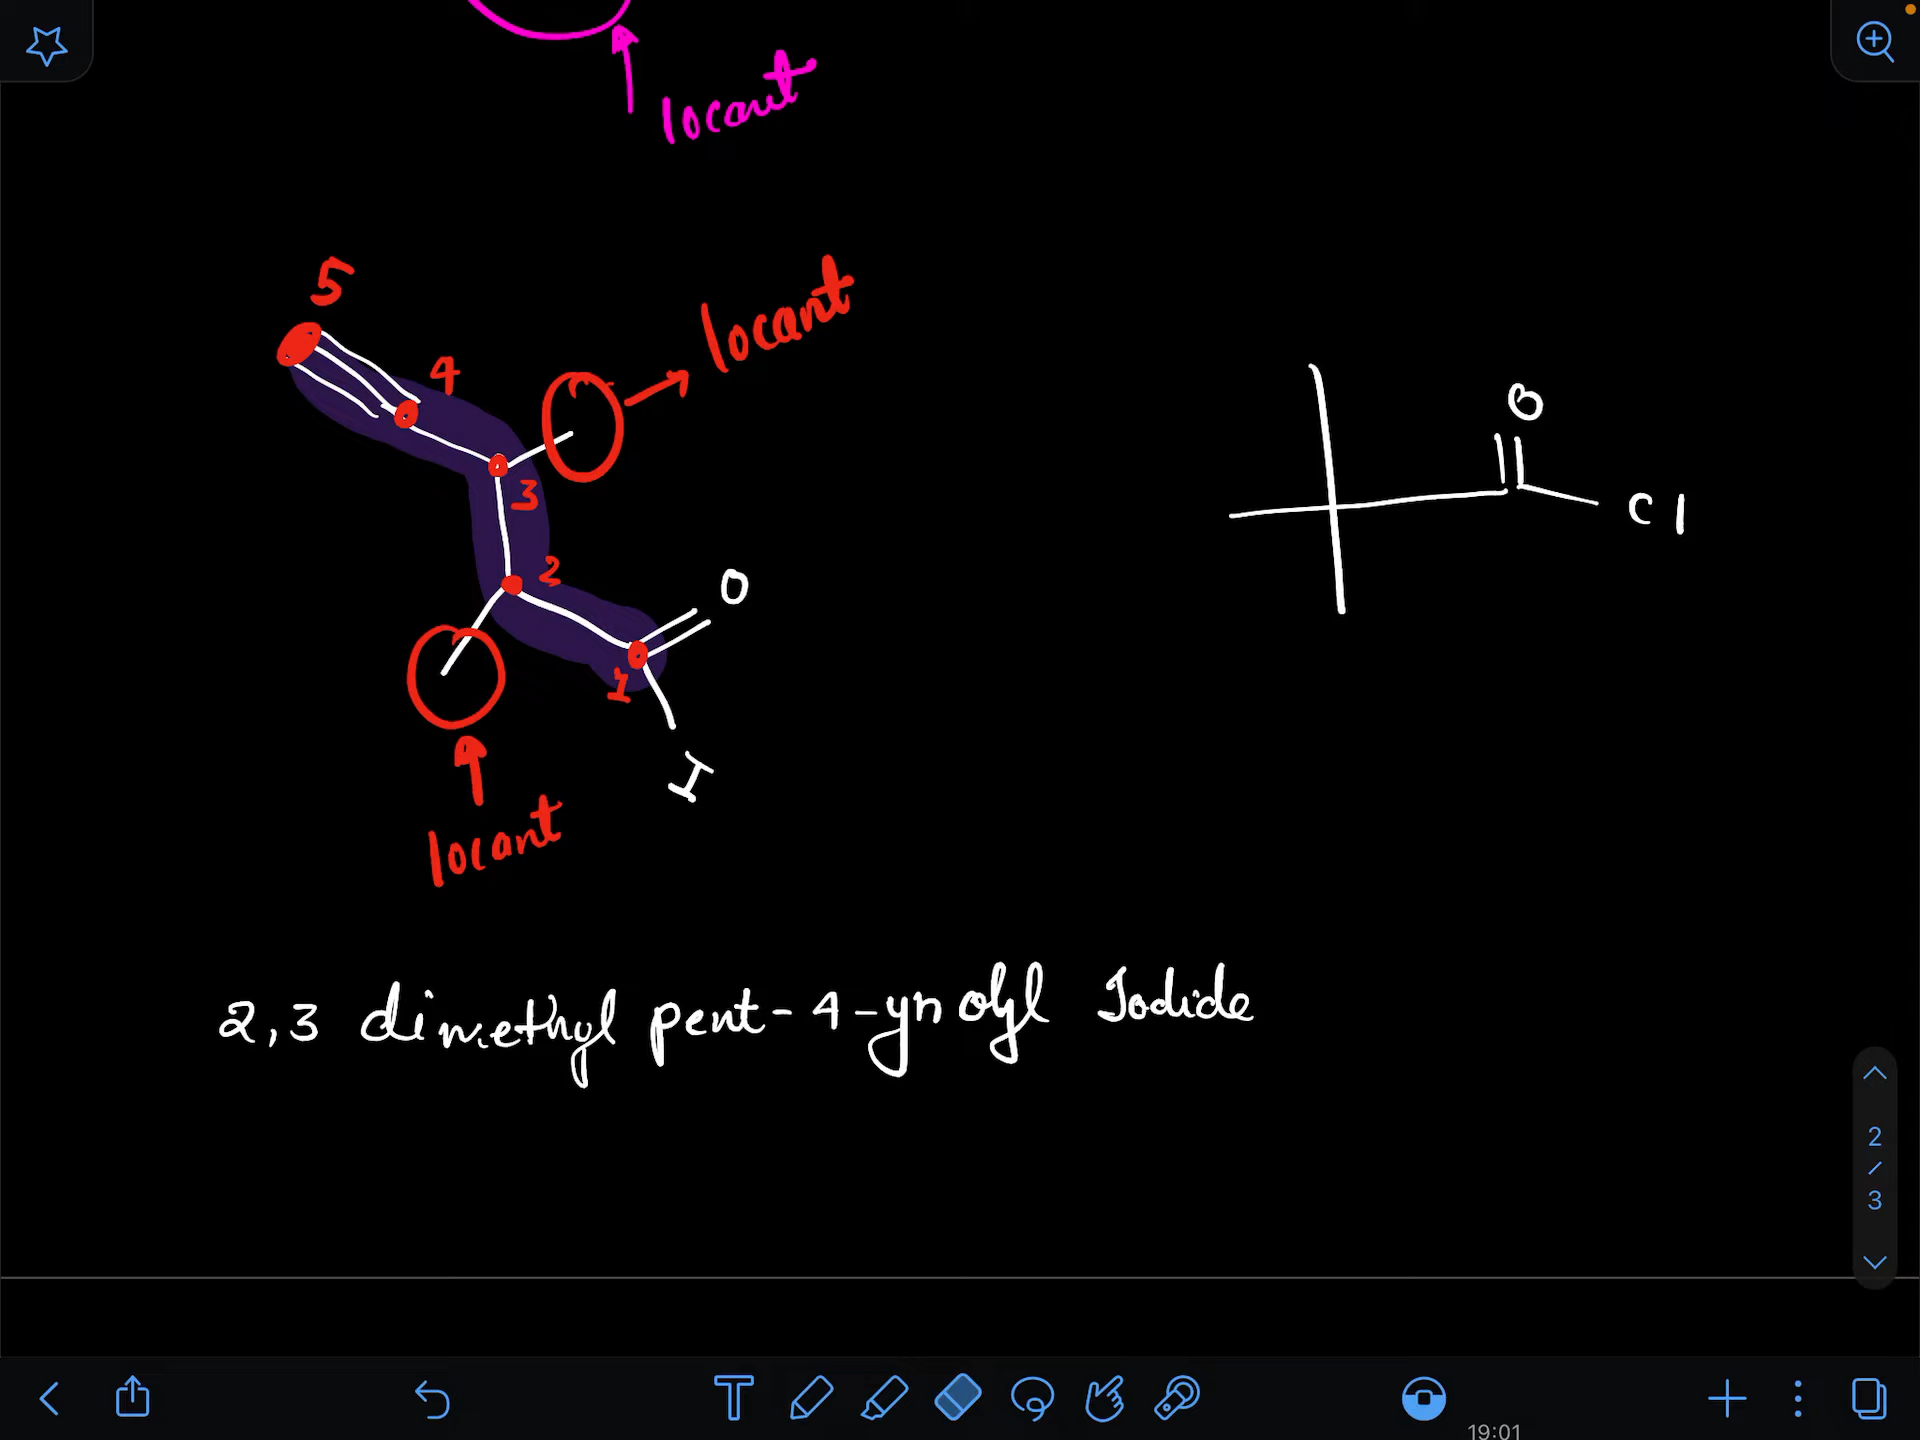 locant
5
4
locant
3
2
O
1
I
locant
O
Cl
2,3 dimethyl pent-4-ynoyl Iodide
2
/
3
T
19:01